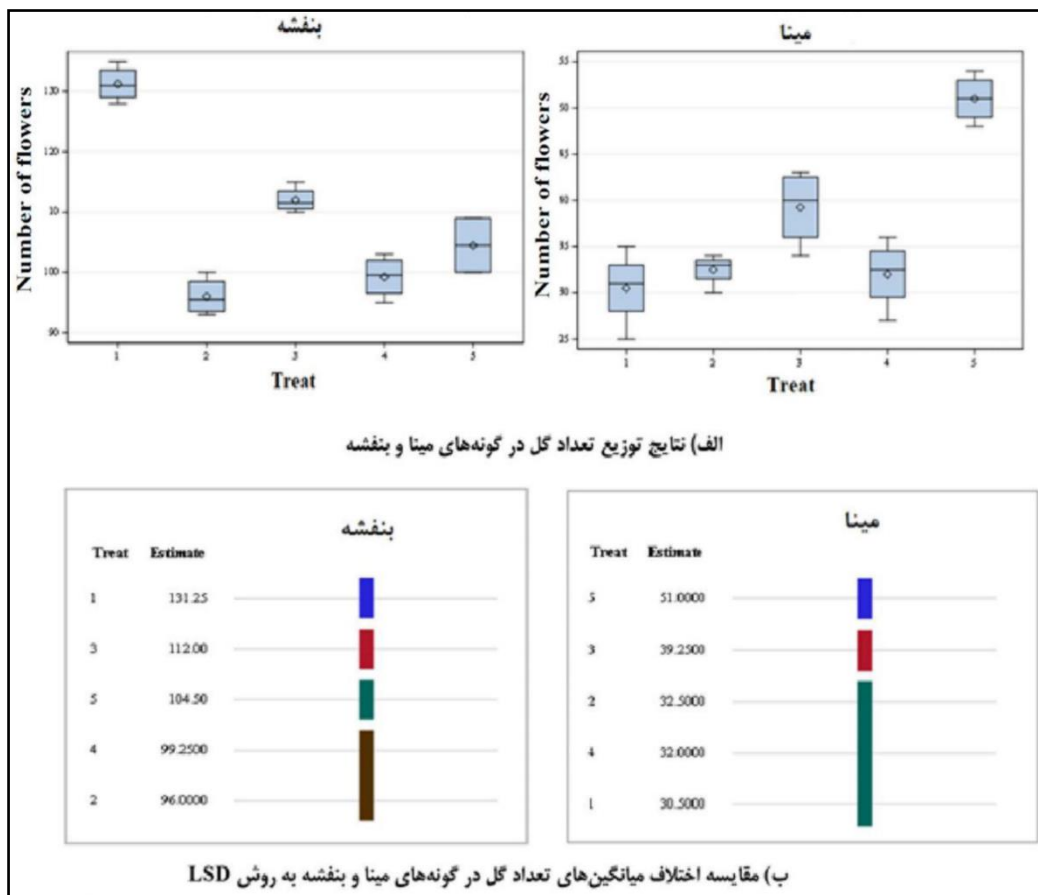 بنفشه
Number of flowers
130
120
110
100
90
1 2 3 4 5
Treat
مینا
Number of flowers
55
50
45
40
35
30
25
1 2 3 4 5
Treat
الف) نتایج توزیع تعداد گل در گونه‌های مینا و بنفشه
بنفشه
Treat Estimate
1 131.25
3 112.00
5 104.50
4 99.2500
2 96.0000
مینا
Treat Estimate
5 51.0000
3 39.2500
2 32.5000
4 32.0000
1 30.5000
ب) مقایسه اختلاف میانگین‌های تعداد گل در گونه‌های مینا و بنفشه به روش LSD